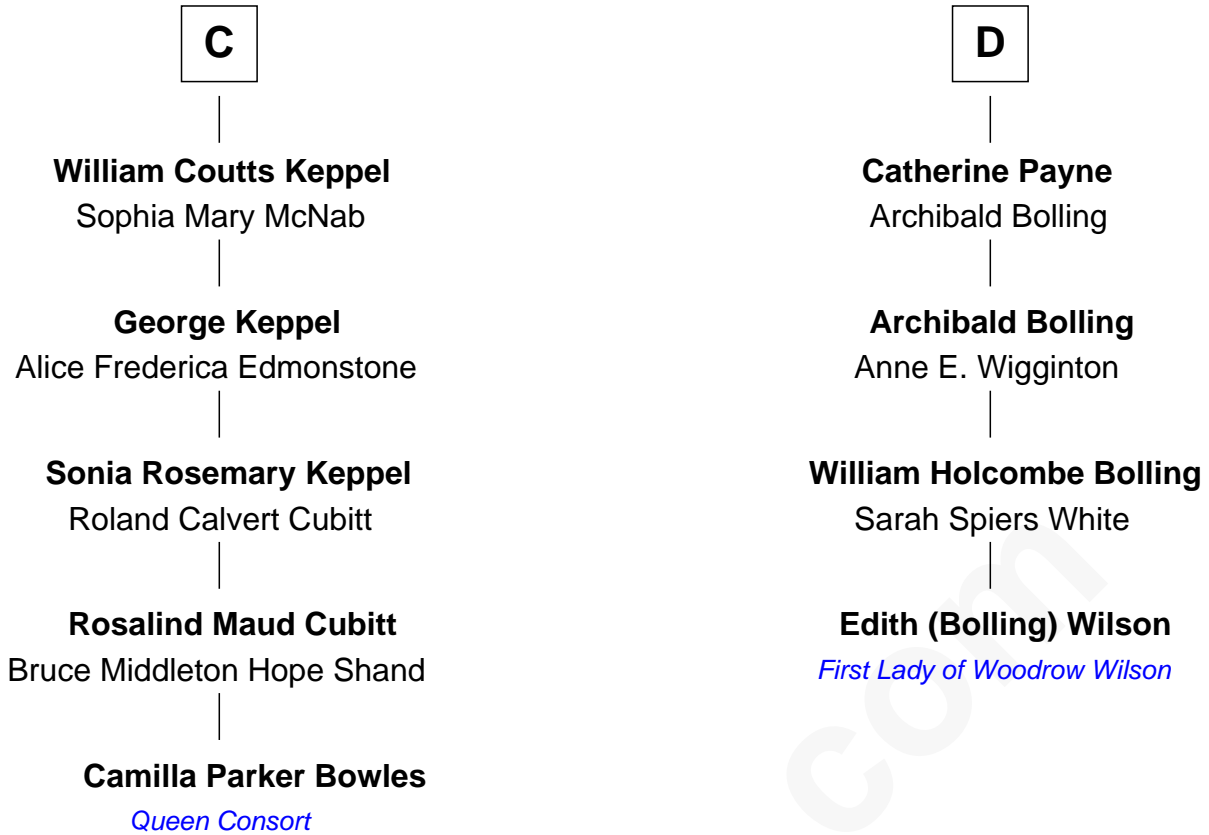 C
William Coutts Keppel
Sophia Mary McNab
George Keppel
Alice Frederica Edmonstone
Sonia Rosemary Keppel
Roland Calvert Cubitt
Rosalind Maud Cubitt
Bruce Middleton Hope Shand
Camilla Parker Bowles
Queen Consort
D
Catherine Payne
Archibald Bolling
Archibald Bolling
Anne E. Wigginton
William Holcombe Bolling
Sarah Spiers White
Edith (Bolling) Wilson
First Lady of Woodrow Wilson
com